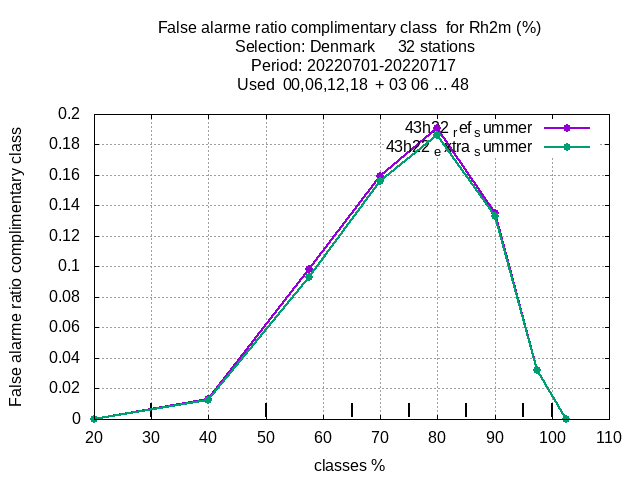 False alarme ratio complimentary class  for Rh2m (%)
Selection: Denmark     32 stations
Period: 20220701-20220717
Used  00,06,12,18  + 03 06 ... 48
False alarme ratio complimentary class
0.2
0.18
0.16
0.14
0.12
0.1
0.08
0.06
0.04
0.02
0
43h22_ref_summer
43h22_extra_summer
20 30 40 50 60 70 80 90 100 110
classes %